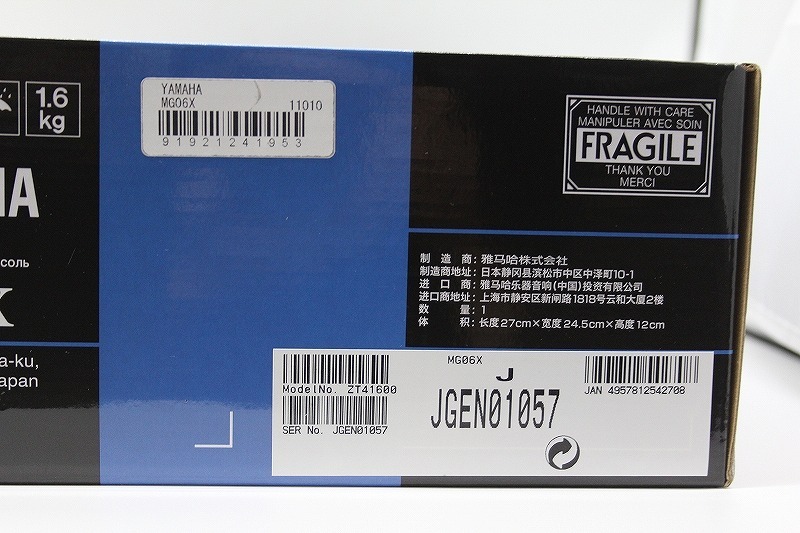 1.6
kg
YAMAHA
MG06X 11010
91921241953
HANDLE WITH CARE
MANIPULER AVEC SOIN
FRAGILE
THANK YOU
MERCI
HA
соль
X
a-ku,
apan
制 造 商: 雅马哈株式会社
制造商地址: 日本静冈县滨松市中区中泽町10-1
进 口 商: 雅马哈乐器音响(中国)投资有限公司
进口商地址: 上海市静安区新闸路1818号云和大厦2楼
数 量: 1
体 积: 长度27cm×宽度24.5cm×高度12cm
MG06X
J
ModelNo. ZT41600
JAN 4957812542708
JGEN01057
SER No. JGEN01057